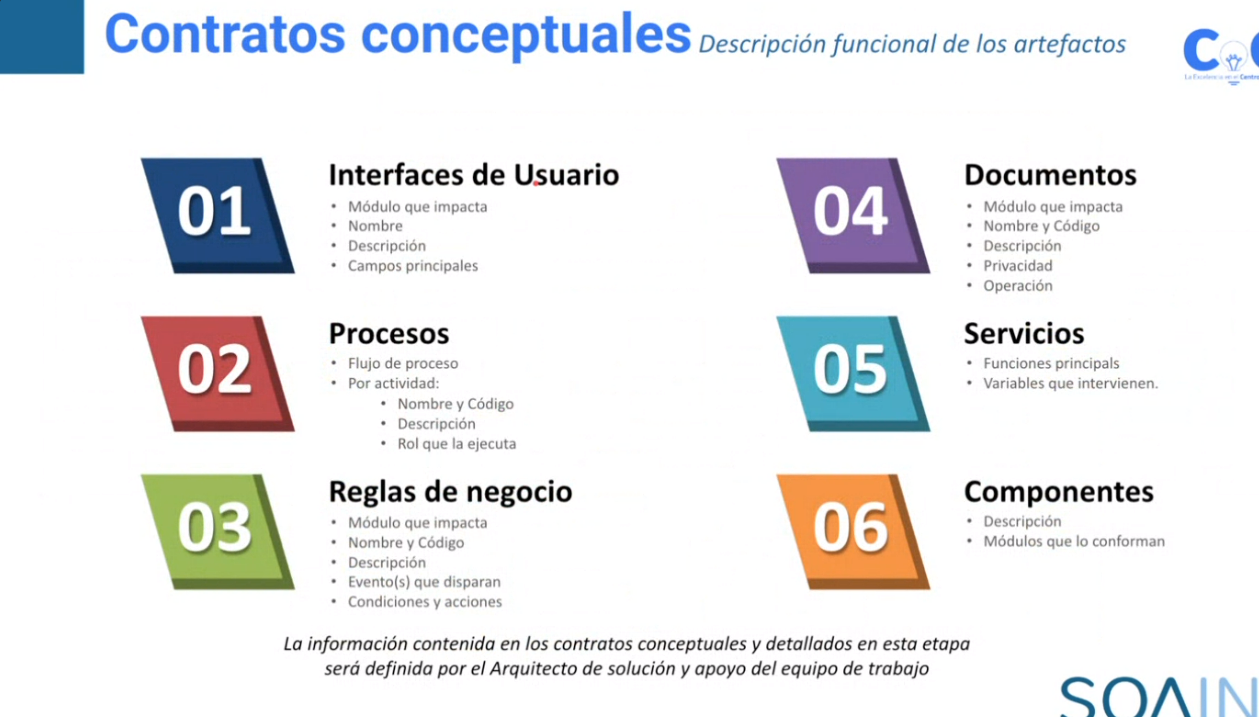 Contratos conceptuales Descripción funcional de los artefactos
La Excelencia en el Centro
01
Interfaces de Usuario
• Módulo que impacta
• Nombre
• Descripción
• Campos principales
02
Procesos
• Flujo de proceso
• Por actividad:
• Nombre y Código
• Descripción
• Rol que la ejecuta
03
Reglas de negocio
• Módulo que impacta
• Nombre y Código
• Descripción
• Evento(s) que disparan
• Condiciones y acciones
04
Documentos
• Módulo que impacta
• Nombre y Código
• Descripción
• Privacidad
• Operación
05
Servicios
• Funciones principals
• Variables que intervienen.
06
Componentes
• Descripción
• Módulos que lo conforman
La información contenida en los contratos conceptuales y detallados en esta etapa
será definida por el Arquitecto de solución y apoyo del equipo de trabajo
SOAIN